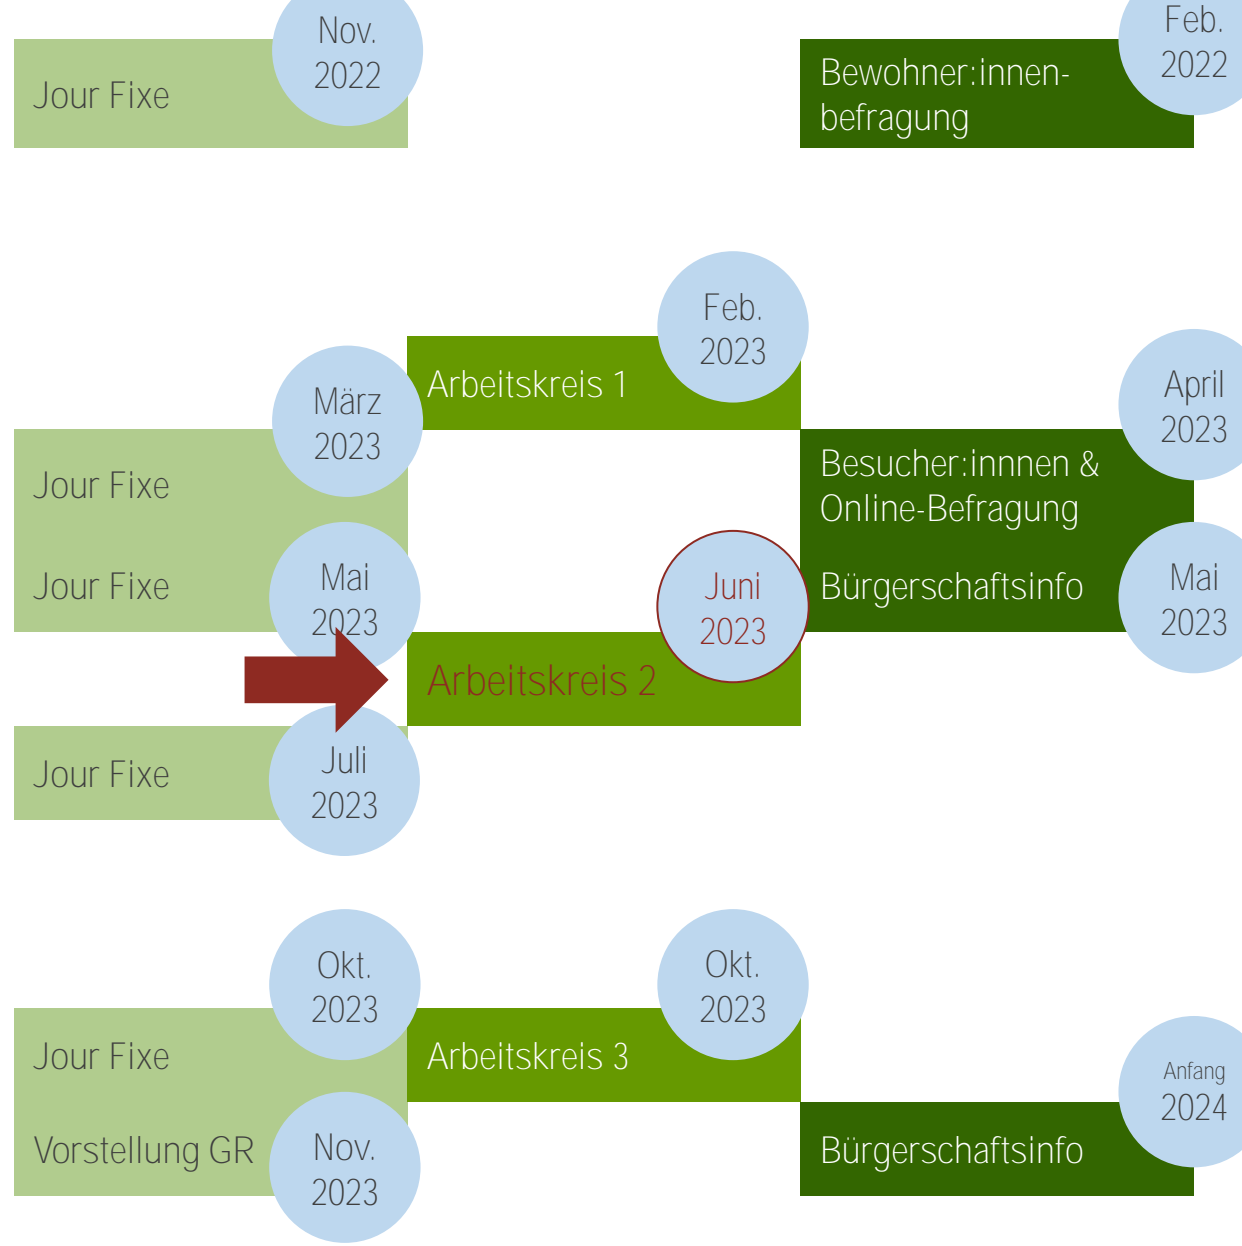 Nov.
2022
Jour Fixe
Feb.
2022
Bewohner:innen-
befragung
Feb.
2023
Arbeitskreis 1
März
2023
Jour Fixe
April
2023
Besucher:innnen &
Online-Befragung
Mai
2023
Jour Fixe
Bürgerschaftsinfo
Mai
2023
Juni
2023
Arbeitskreis 2
Juli
2023
Jour Fixe
Okt.
2023
Jour Fixe
Okt.
2023
Arbeitskreis 3
Vorstellung GR
Nov.
2023
Anfang
2024
Bürgerschaftsinfo